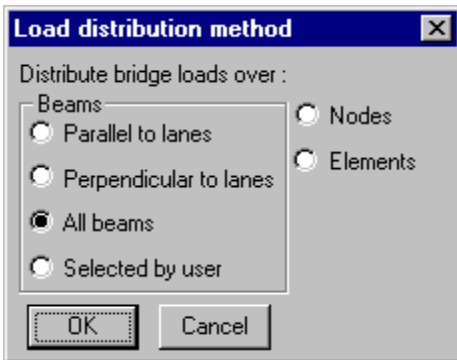 Load distribution method
Distribute bridge loads over :
Beams
Parallel to lanes
Perpendicular to lanes
All beams
Selected by user
Nodes
Elements
OK
Cancel